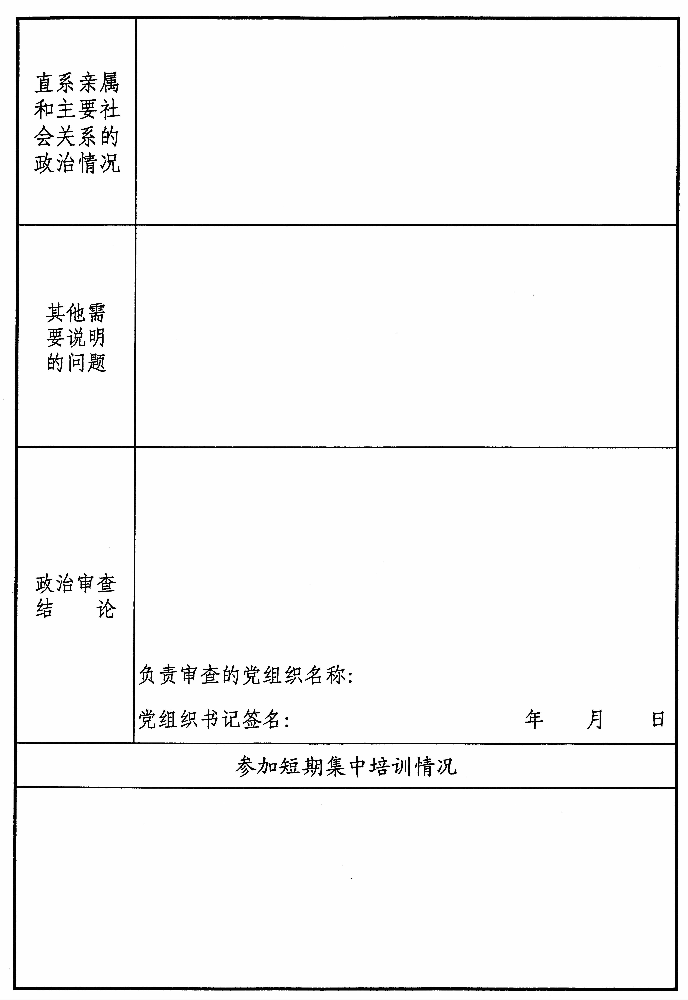 直系亲属
和主要社
会关系的
政治情况
其他需
要说明
的问题
政治审查
结 论
负责审查的党组织名称:
党组织书记签名: 年 月 日
参加短期集中培训情况